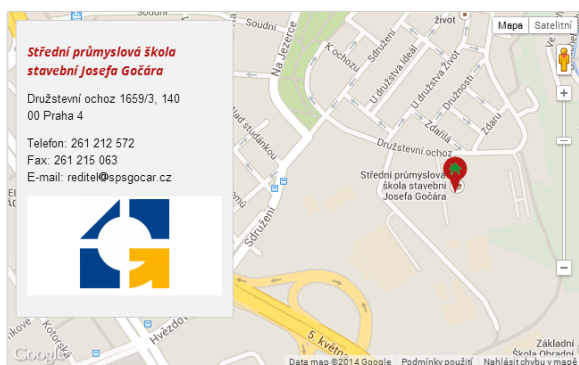 Střední průmyslová škola
stavební Josefa Gočára
Družstevní ochoz 1659/3, 140
00 Praha 4
Telefon: 261 212 572
Fax: 261 215 063
E-mail: reditel@spsgocar.cz
Soudní
Soudní
Na Jezerce
K ochozu
Sdružení
U družstva Ideál
život
U družstva Život
Družnosti
Zdařilá
Zdaru
Mapa
Satelitní
Družstevní ochoz
Střední průmyslová
škola stavební
Josefa Gočára
Sdružení
Hvězdova
5. května
Kotorská
Základní
Škola Ohradní
Google
Data map ©2014 Google
Podmínky použití
Nahlásit chybu v mapě